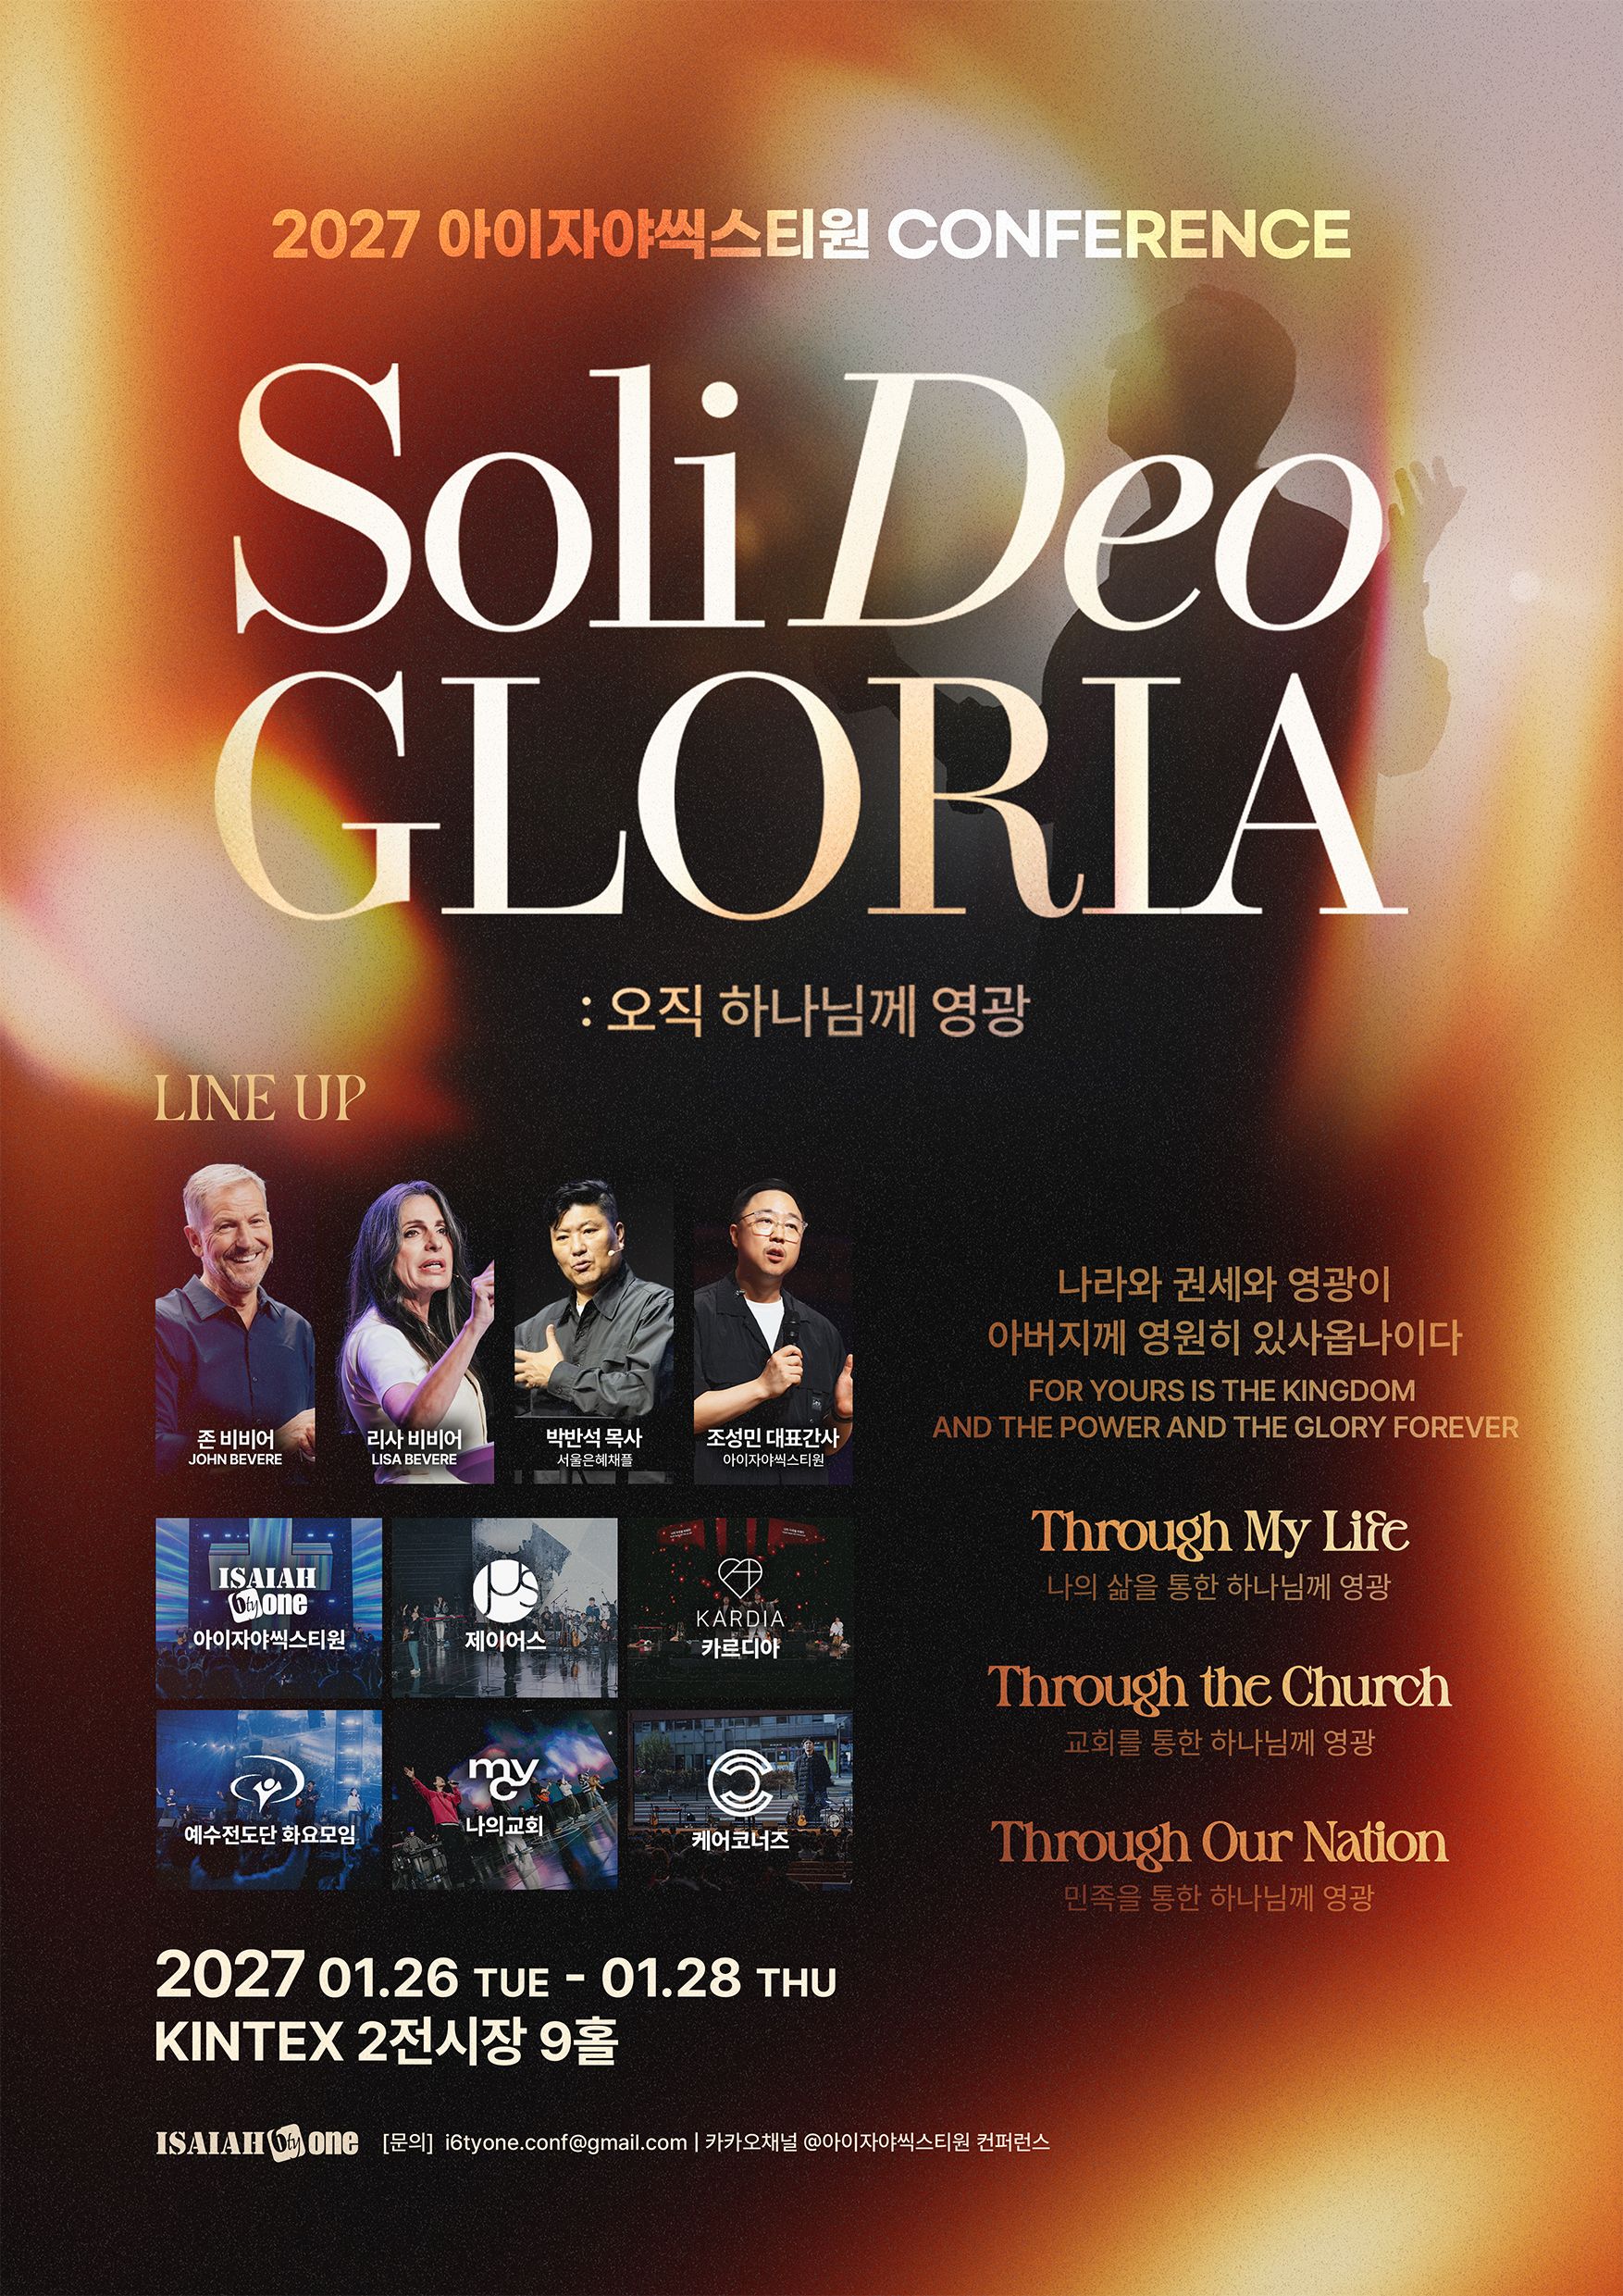 2027 아이자야씩스티원 CONFERENCE
Soli Deo
GLORIA
: 오직 하나님께 영광
LINE UP
존 비비어
JOHN BEVERE
리사 비비어
LISA BEVERE
박반석 목사
서울은혜채플
조성민 대표간사
아이자야씩스티원
ISAIAH
6ty one
아이자야씩스티원
제이어스
KARDIA
카르디아
예수전도단 화요모임
myc
나의교회
케어코너즈
나라와 권세와 영광이
아버지께 영원히 있사옵나이다
FOR YOURS IS THE KINGDOM
AND THE POWER AND THE GLORY FOREVER
Through My Life
나의 삶을 통한 하나님께 영광
Through the Church
교회를 통한 하나님께 영광
Through Our Nation
민족을 통한 하나님께 영광
2027 01.26 TUE - 01.28 THU
KINTEX 2전시장 9홀
ISAIAH 6ty one [문의] i6tyone.conf@gmail.com | 카카오채널 @아이자야씩스티원 컨퍼런스